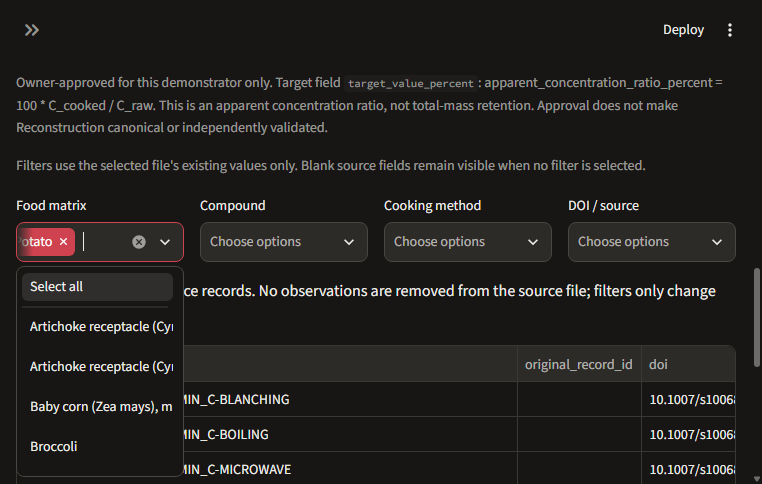 Deploy
Owner-approved for this demonstrator only. Target field target_value_percent : apparent_concentration_ratio_percent =
100 * C_cooked / C_raw. This is an apparent concentration ratio, not total-mass retention. Approval does not make
Reconstruction canonical or independently validated.
Filters use the selected file's existing values only. Blank source fields remain visible when no filter is selected.
Food matrix Compound Cooking method DOI / source
otato Choose options Choose options Choose options
Select all
ce records. No observations are removed from the source file; filters only change
Artichoke receptacle (Cyn
Artichoke receptacle (Cyn
original_record_id doi
Baby corn (Zea mays), m
MIN_C-BLANCHING 10.1007/s1006
Broccoli
MIN_C-BOILING 10.1007/s1006
MIN_C-MICROWAVE 10.1007/s1006